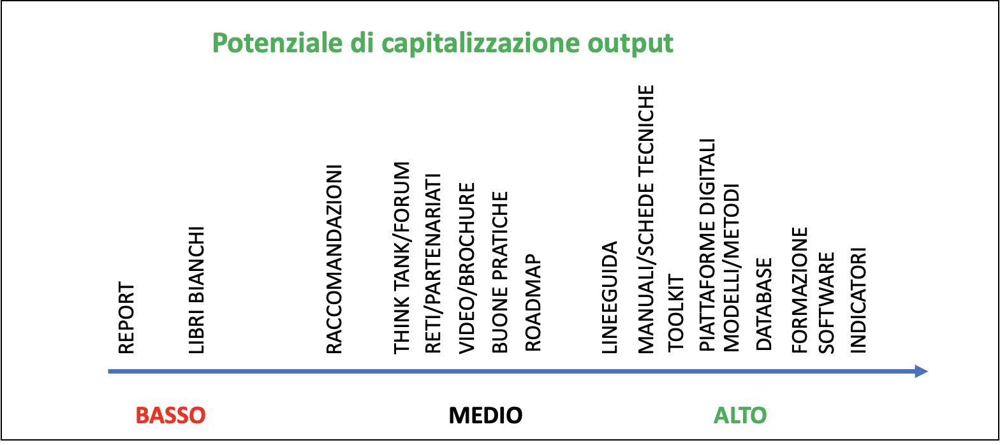 Potenziale di capitalizzazione output
REPORT
LIBRI BIANCHI
RACCOMANDAZIONI
THINK TANK/FORUM
RETI/PARTENARIATI
VIDEO/BROCHURE
BUONE PRATICHE
ROADMAP
LINEEGUIDA
MANUALI/SCHEDE TECNICHE
TOOLKIT
PIATTAFORME DIGITALI
MODELLI/METODI
DATABASE
FORMAZIONE
SOFTWARE
INDICATORI
BASSO
MEDIO
ALTO